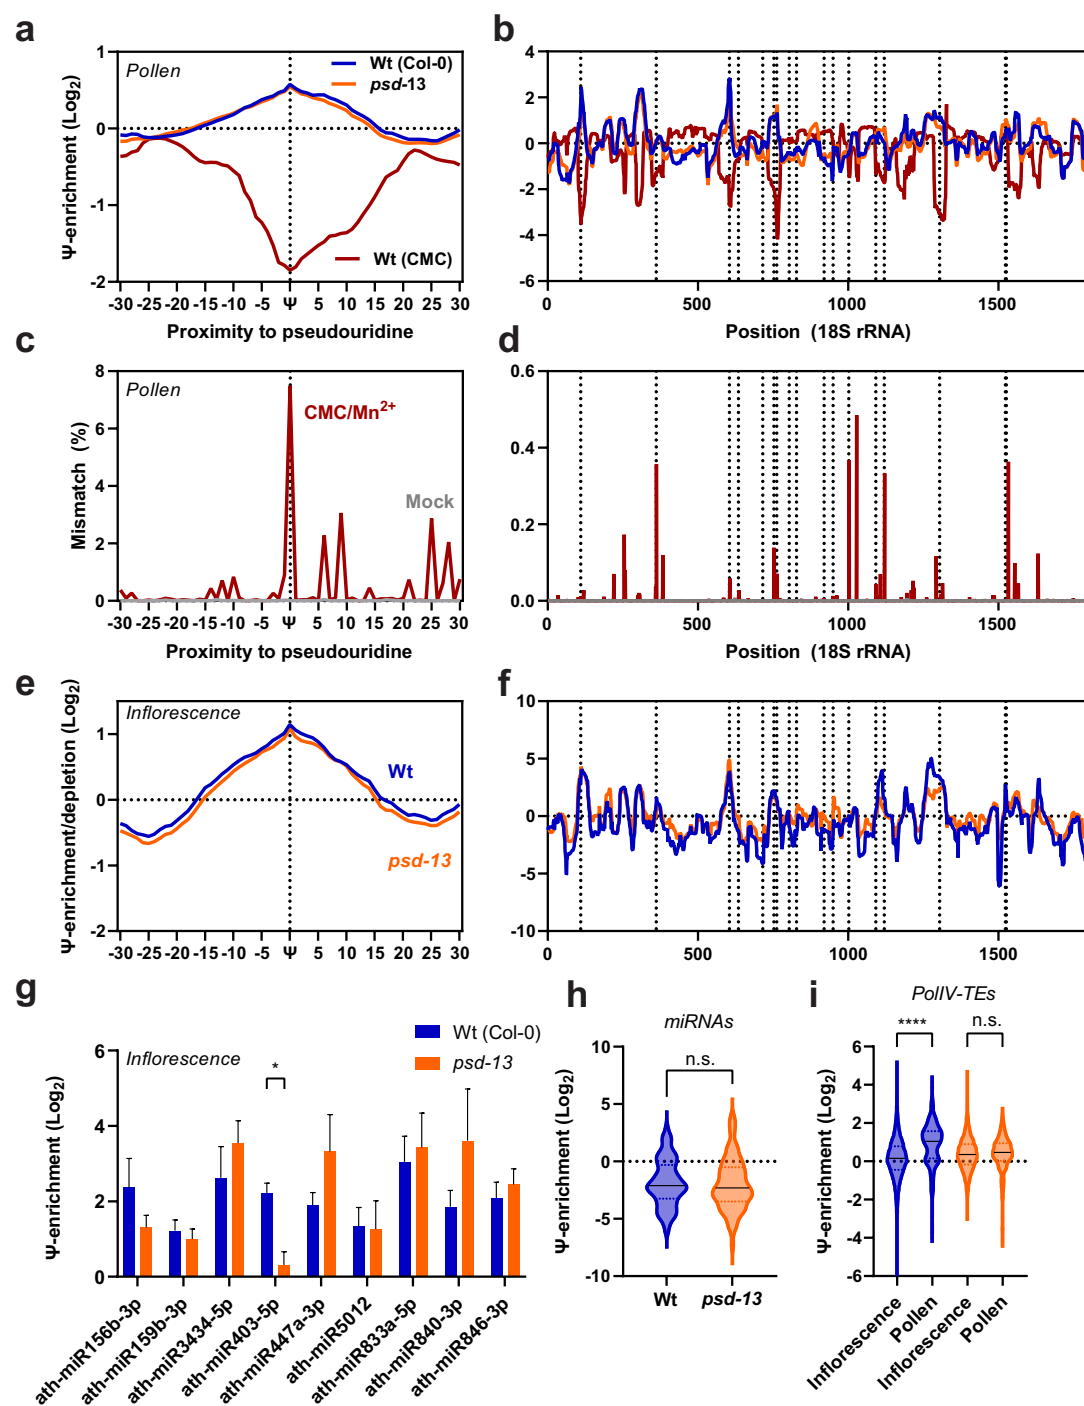 a
Pollen
Wt (Col-0)
psd-13
Wt (CMC)
Ψ-enrichment (Log2)
1
0
-1
-2
-30 -25 -20 -15 -10 -5 Ψ 5 10 15 20 25 30
Proximity to pseudouridine
b
4
2
0
-2
-4
-6
0 500 1000 1500
Position (18S rRNA)
c
Pollen
CMC/Mn2+
Mock
Mismatch (%)
8
6
4
2
0
-30 -25 -20 -15 -10 -5 Ψ 5 10 15 20 25 30
Proximity to pseudouridine
d
0.6
0.4
0.2
0.0
500 1000 1500
Position (18S rRNA)
e
Inflorescence
Wt
psd-13
Ψ-enrichment/depletion (Log2)
1
0
-1
-2
-30 -25 -20 -15 -10 -5 Ψ 5 10 15 20 25 30
f
10
5
0
-5
-10
0 500 1000 1500
g
Inflorescence
Wt (Col-0)
psd-13
*
Ψ-enrichment (Log2)
6
4
2
0
ath-miR156b-3p
ath-miR159b-3p
ath-miR3434-5p
ath-miR403-5p
ath-miR447a-3p
ath-miR5012
ath-miR833a-5p
ath-miR840-3p
ath-miR846-3p
h
miRNAs
n.s.
Ψ-enrichment (Log2)
10
5
0
-5
-10
Wt psd-13
i
PolIV-TEs
**** n.s.
Ψ-enrichment (Log2)
6
4
2
0
-2
-4
-6
Inflorescence
Pollen
Inflorescence
Pollen